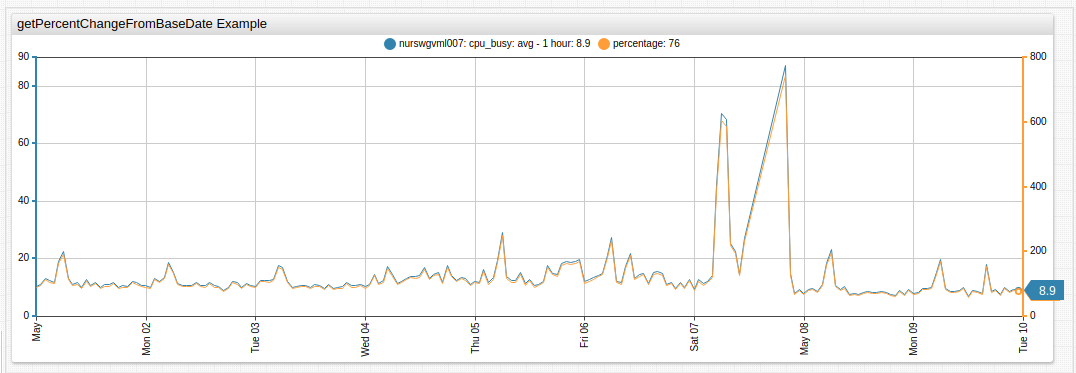 getPercentChangeFromBaseDate Example
nurswgvml007: cpu_busy: avg - 1 hour: 8.9 percentage: 76
90 800
80
60 600
40 400
20 200
0 0
8.9
May Mon 02 Tue 03 Wed 04 Thu 05 Fri 06 Sat 07 May 08 Mon 09 Tue 10